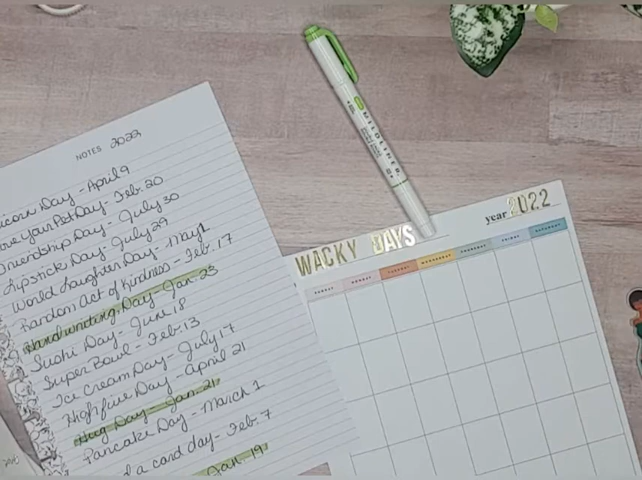 NOTES 2022
Day - April 9
Your Pet Day - Feb. 20
Friendship Day - July 30
Lipstick Day - July 29
World Laughter Day - May 1
Random Act of Kindness - Feb. 17
Handwriting Day - Jan. 23
Sushi Day - June 18
Super Bowl - Feb. 13
Ice Cream Day - July 17
High five Day - April 21
Hug Day - Jan. 21
Pancake Day - March 1
a card day - Feb. 7
Jan. 19
MILDLINER
WACKY DAYS
year 2022